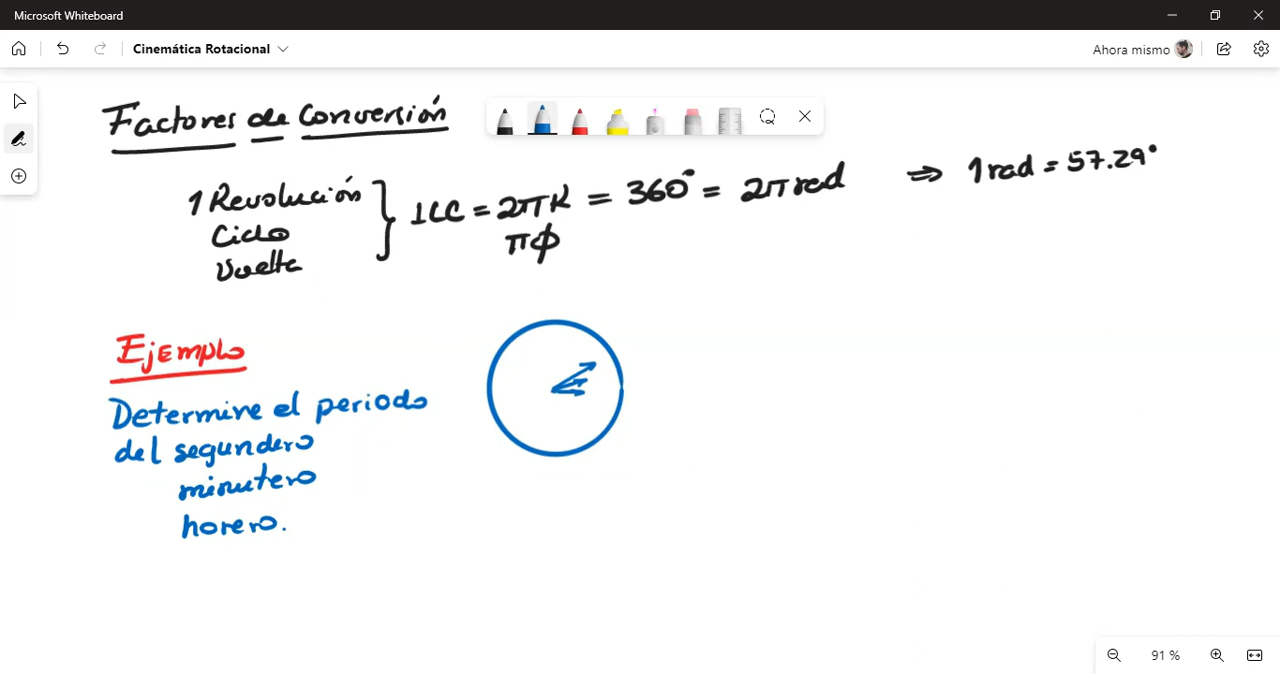 Microsoft Whiteboard
Cinemática Rotacional
Ahora mismo
Factores de Conversión
1 Revolución
Ciclo
Vuelta
1CC = 2πR = 360° = 2π rad ⇒ 1 rad = 57.29°
πϕ
Ejemplo
Determine el periodo
del segundero
minutero
horero.
91 %